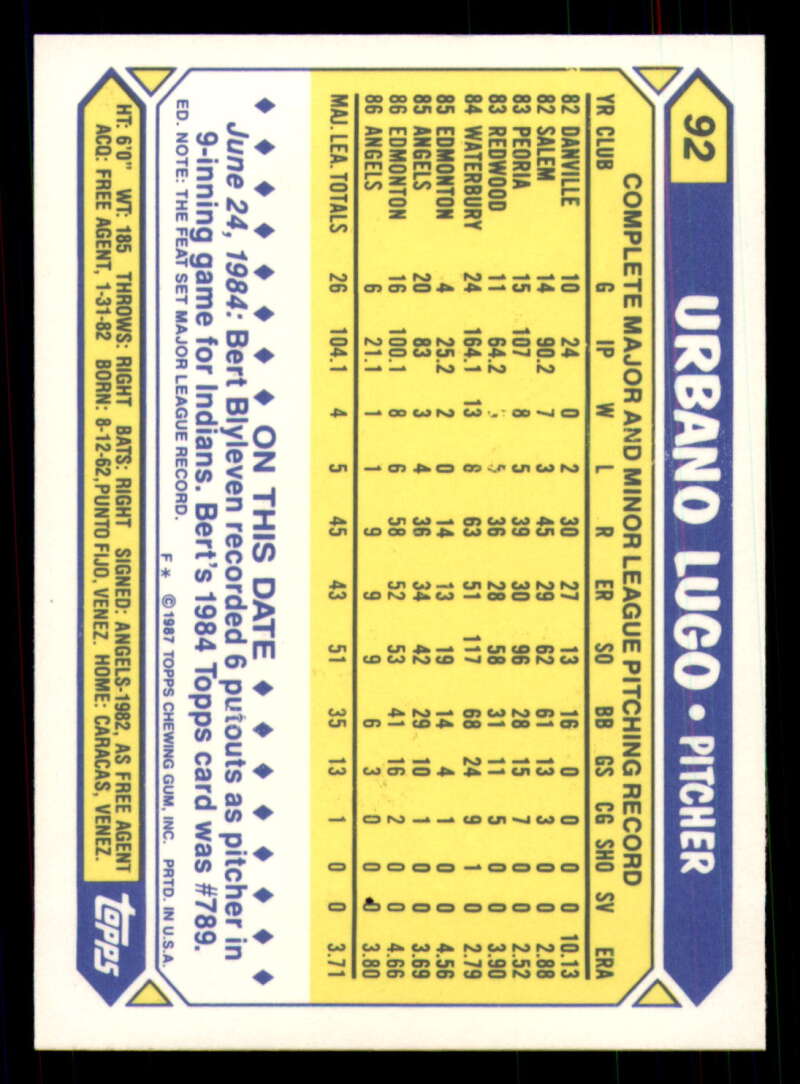 92
URBANO LUGO • PITCHER
COMPLETE MAJOR AND MINOR LEAGUE PITCHING RECORD
YR CLUB G IP W L R ER SO BB GS CG SHO SV ERA
82 DANVILLE 10 24 0 2 30 27 13 16 0 0 0 0 10.13
82 SALEM 14 90.2 7 3 45 29 62 61 13 3 0 0 2.88
83 PEORIA 15 107 8 5 39 30 96 28 15 7 0 0 2.52
83 REDWOOD 11 64.2 5 36 28 58 31 11 5 0 0 3.90
84 WATERBURY 24 164.1 13 8 63 51 117 68 24 9 1 0 2.79
85 EDMONTON 4 25.2 2 0 14 13 19 14 4 1 0 0 4.56
85 ANGELS 20 83 3 4 36 34 42 29 10 1 0 0 3.69
86 EDMONTON 16 100.1 8 6 58 52 53 41 16 2 0 0 4.66
86 ANGELS 6 21.1 1 1 9 9 9 6 3 0 0 0 3.80
MAJ. LEA. TOTALS 26 104.1 4 5 45 43 51 35 13 1 0 0 3.71
◆ ◆ ◆ ◆ ◆ ◆ ON THIS DATE ◆ ◆ ◆ ◆ ◆ ◆
June 24, 1984: Bert Blyleven recorded 6 putouts as pitcher in
9-inning game for Indians. Bert's 1984 Topps card was #789.
ED. NOTE: THE FEAT SET MAJOR LEAGUE RECORD.
F * ©1987 TOPPS CHEWING GUM, INC. PRTD. IN U.S.A.
HT: 6'0" WT: 185 THROWS: RIGHT BATS: RIGHT SIGNED: ANGELS-1982, AS FREE AGENT
ACQ: FREE AGENT, 1-31-82 BORN: 8-12-62, PUNTO FIJO, VENEZ. HOME: CARACAS, VENEZ.
topps